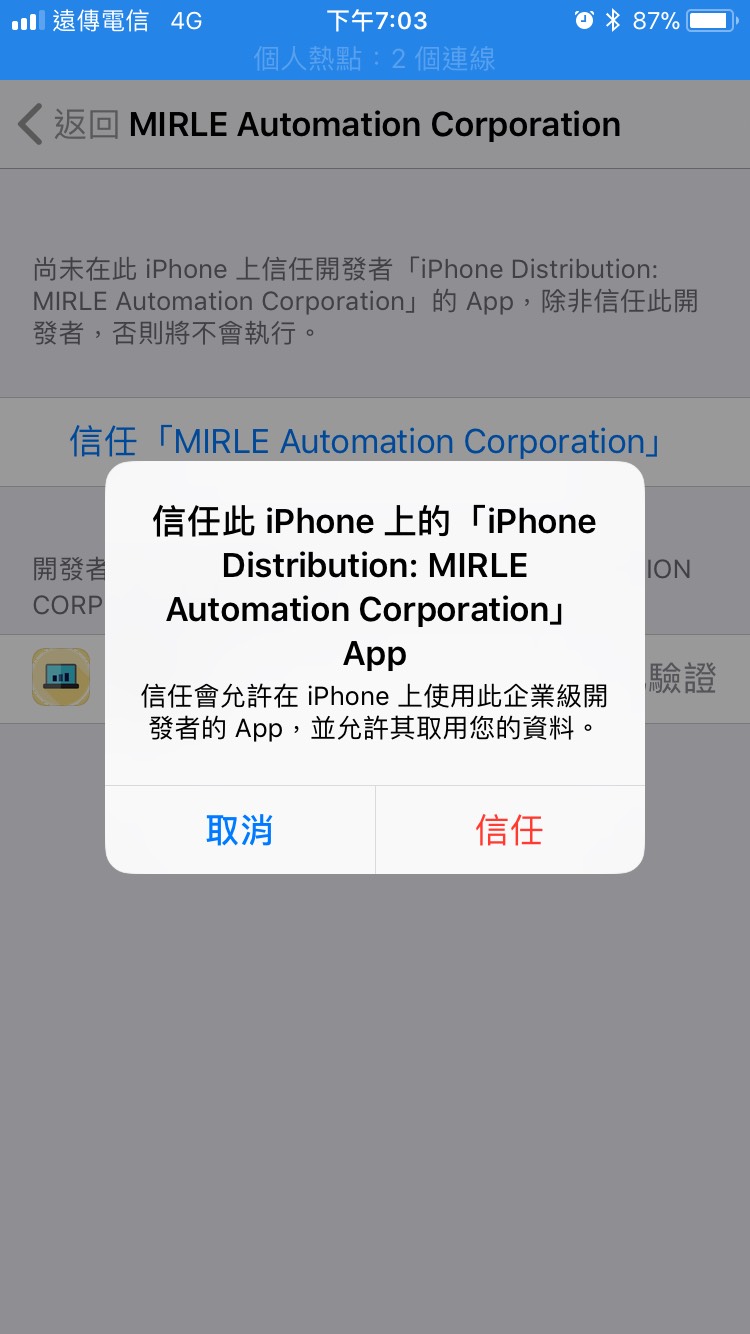 遠傳電信 4G 下午7:03 87%
個人熱點：2 個連線
返回 MIRLE Automation Corporation
尚未在此 iPhone 上信任開發者「iPhone Distribution:
MIRLE Automation Corporation」的 App，除非信任此開
發者，否則將不會執行。
信任「MIRLE Automation Corporation」
信任此 iPhone 上的「iPhone
Distribution: MIRLE
Automation Corporation」
App
信任會允許在 iPhone 上使用此企業級開
發者的 App，並允許其取用您的資料。
取消 信任
開發者 ION
CORP
驗證